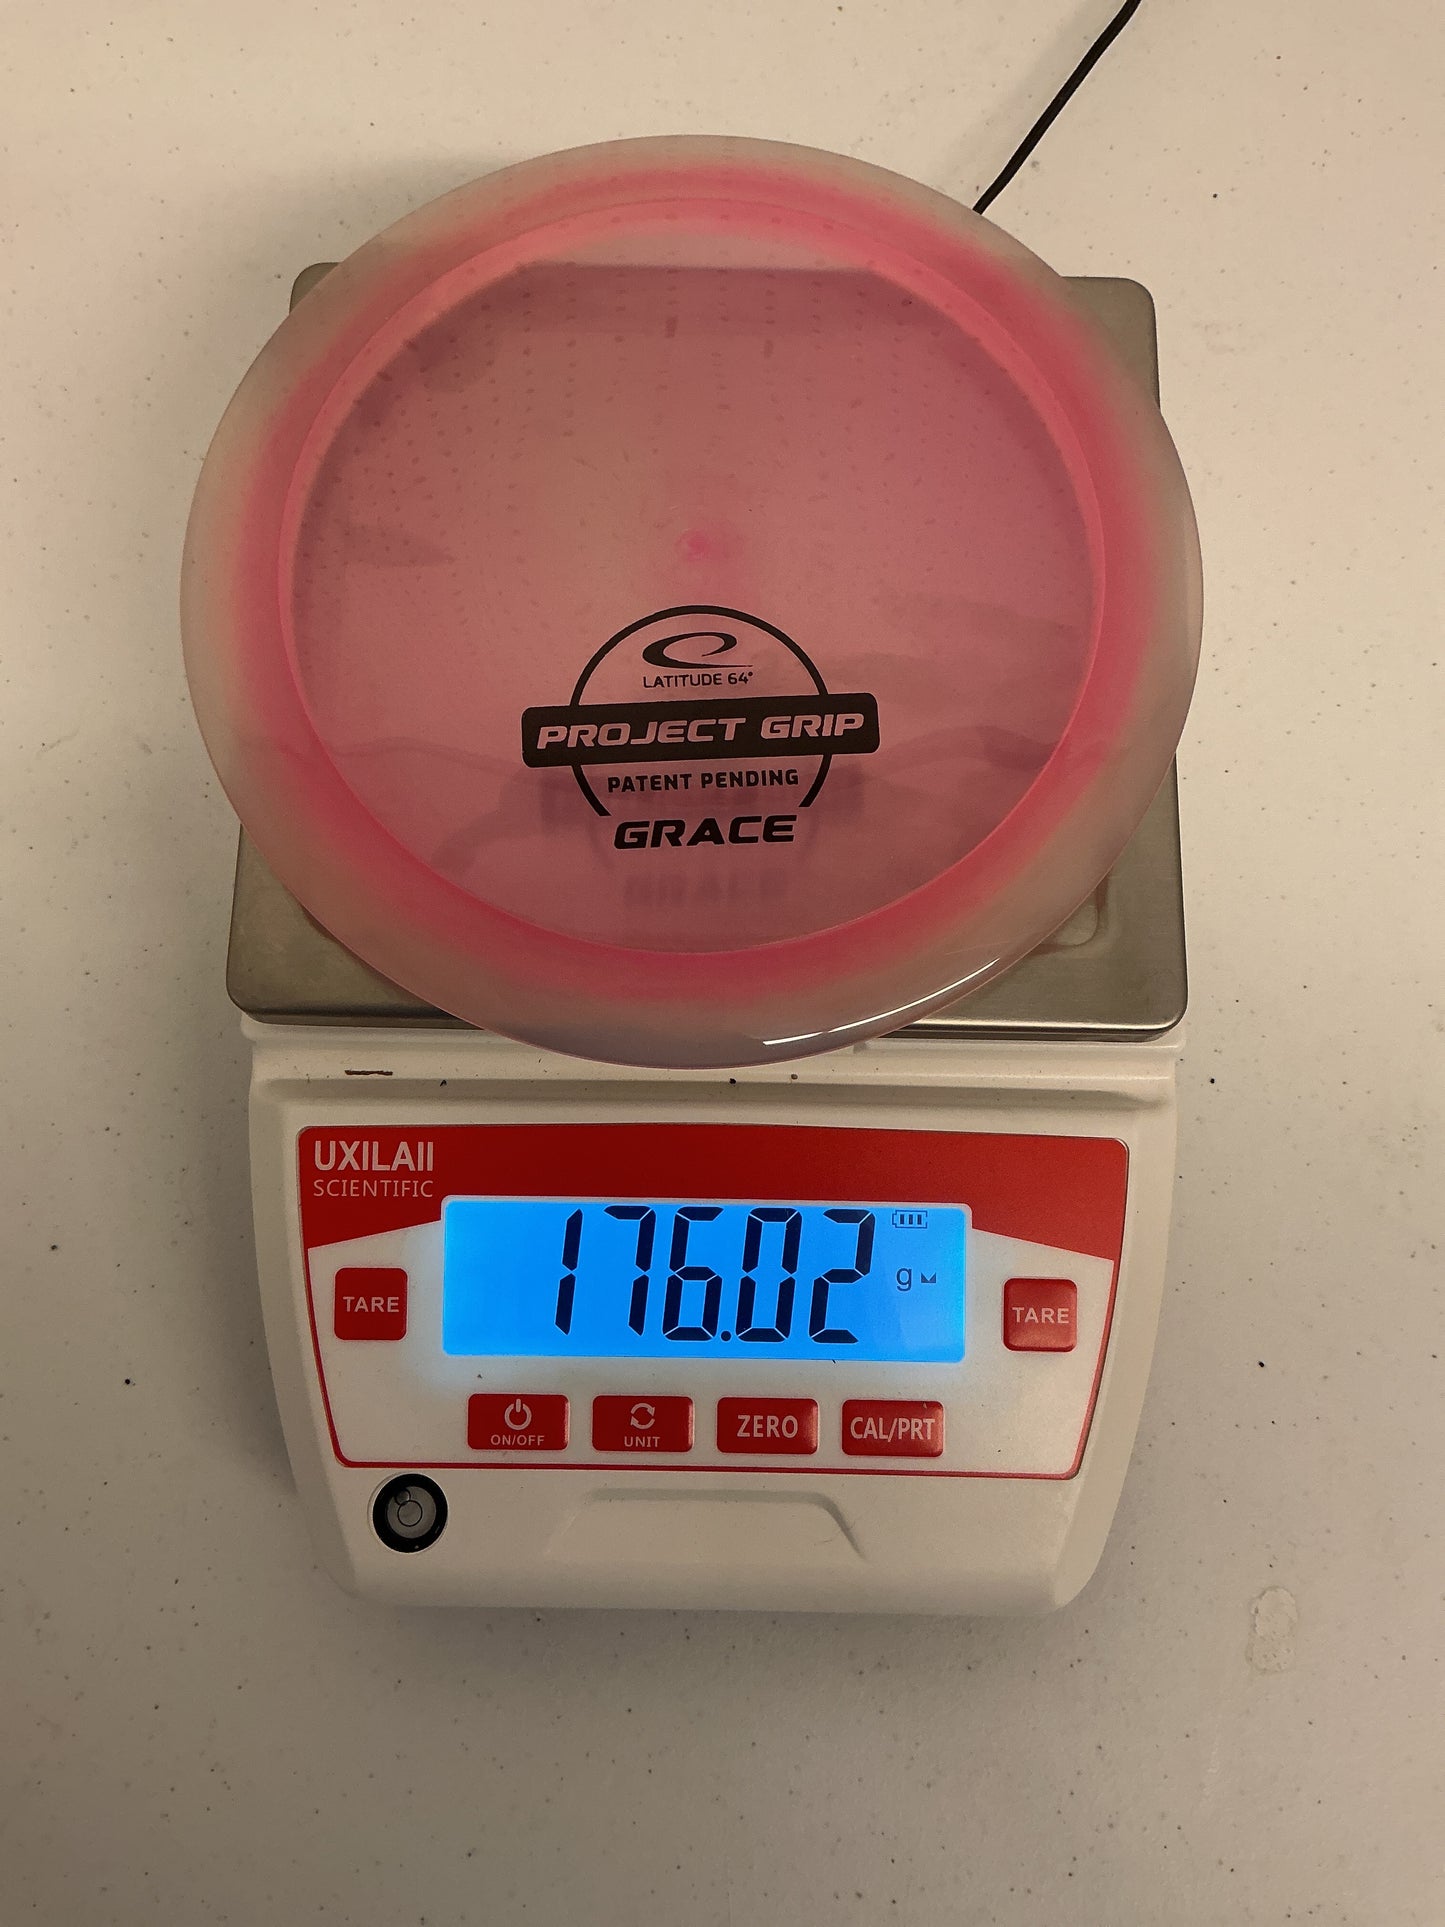 LATITUDE 64°
PROJECT GRIP
PATENT PENDING
GRACE
UXILAII
SCIENTIFIC
176.02 g
TARE
TARE
ON/OFF
UNIT
ZERO
CAL/PRT